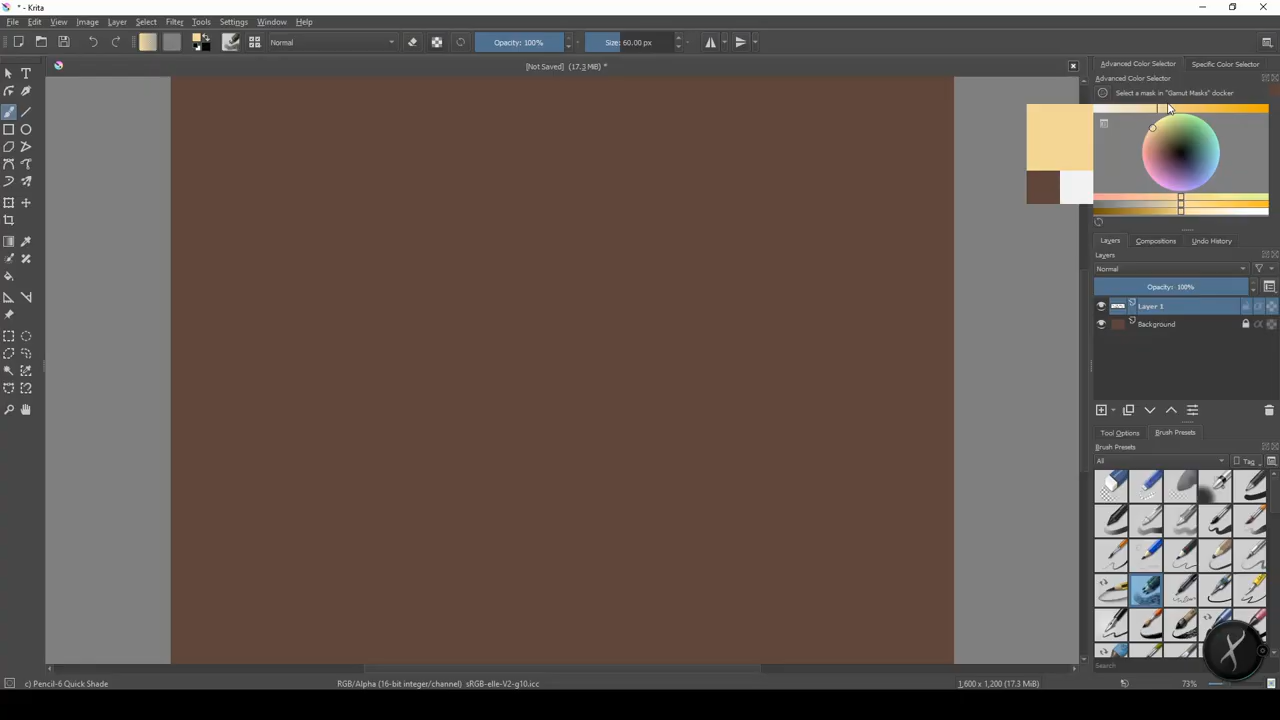 * - Krita
File Edit View Image Layer Select Filter Tools Settings Window Help
Normal Opacity: 100% Size: 60.00 px
[Not Saved] (17.3 MiB) *
Advanced Color Selector Specific Color Selector
Advanced Color Selector
Select a mask in "Gamut Masks" docker
Layers Compositions Undo History
Layers
Normal
Opacity: 100%
Layer 1
Background
Tool Options Brush Presets
Brush Presets
All Tag
Search
c) Pencil-6 Quick Shade RGB/Alpha (16-bit integer/channel) sRGB-elle-V2-g10.icc 1,600 x 1,200 (17.3 MiB) 73%